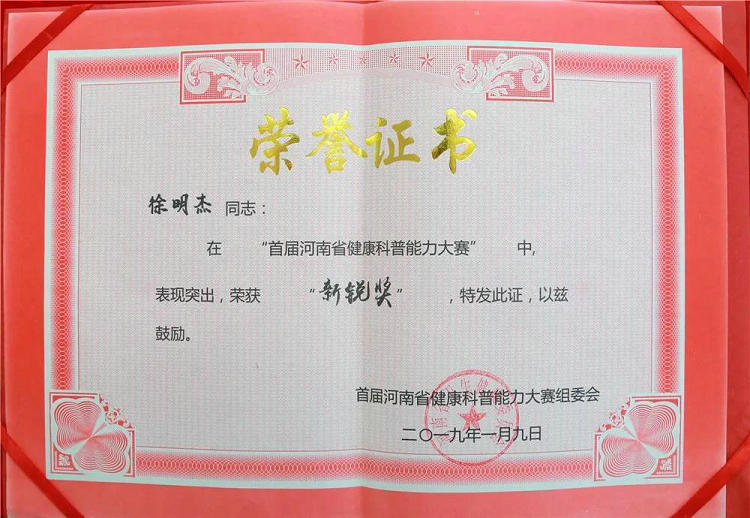 荣誉证书
徐明杰 同志：
在 “首届河南省健康科普能力大赛” 中,
表现突出，荣获 “新锐奖” ，特发此证，以兹
鼓励。
首届河南省健康科普能力大赛组委会
二〇一九年一月九日